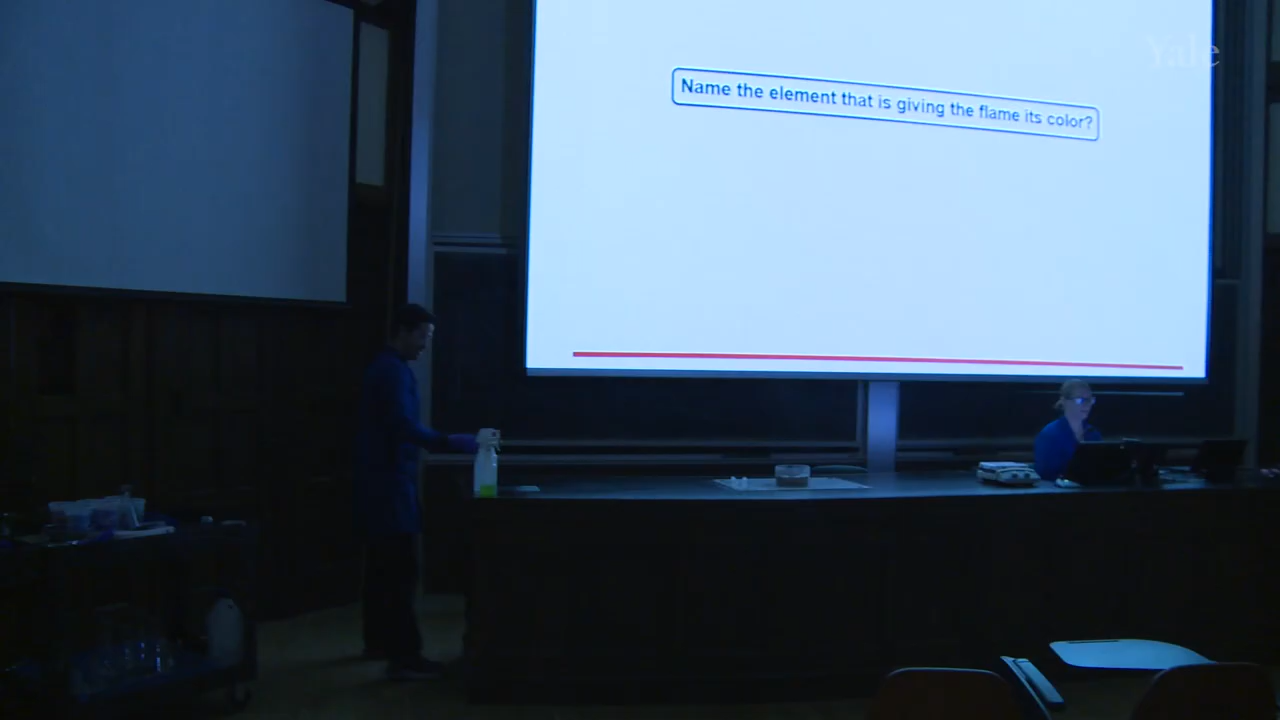 Yale
Name the element that is giving the flame its color?